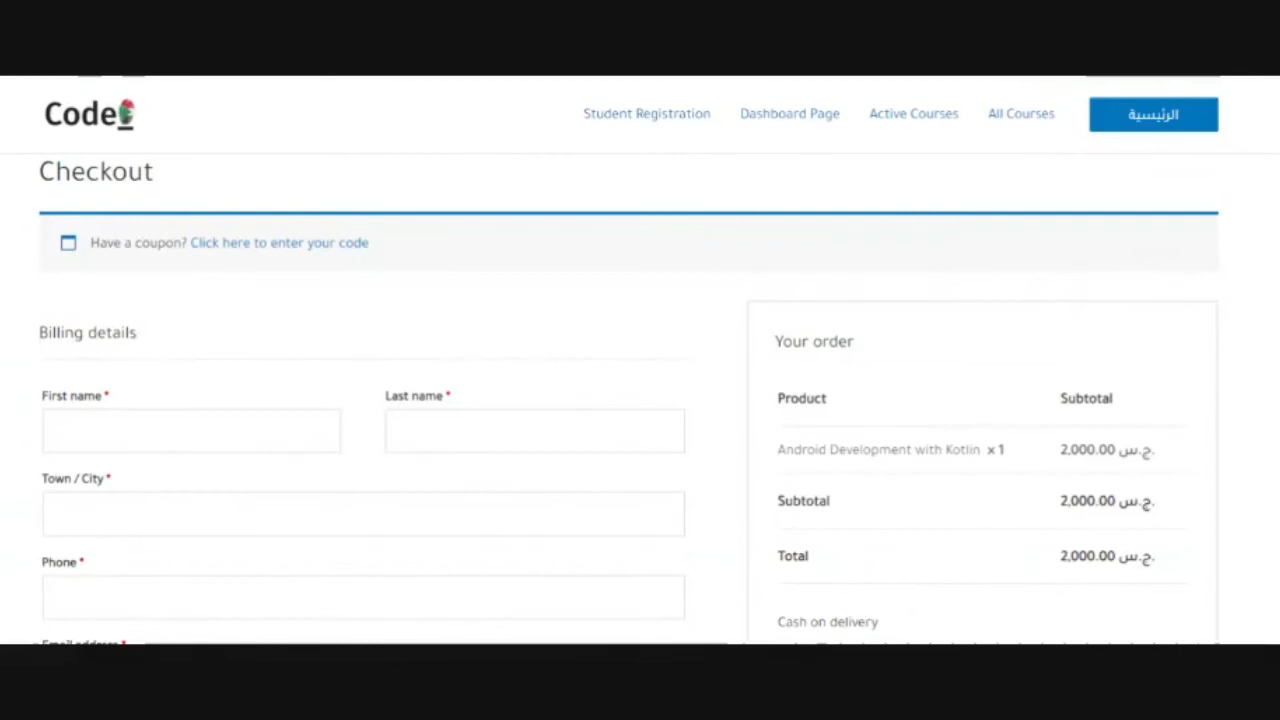 Code
Student Registration
Dashboard Page
Active Courses
All Courses
الرئيسية
Checkout
Have a coupon? Click here to enter your code
Billing details
First name *
Last name *
Town / City *
Phone *
Email address *
Your order
Product Subtotal
Android Development with Kotlin × 1 2,000.00 ج.س.
Subtotal 2,000.00 ج.س.
Total 2,000.00 ج.س.
Cash on delivery